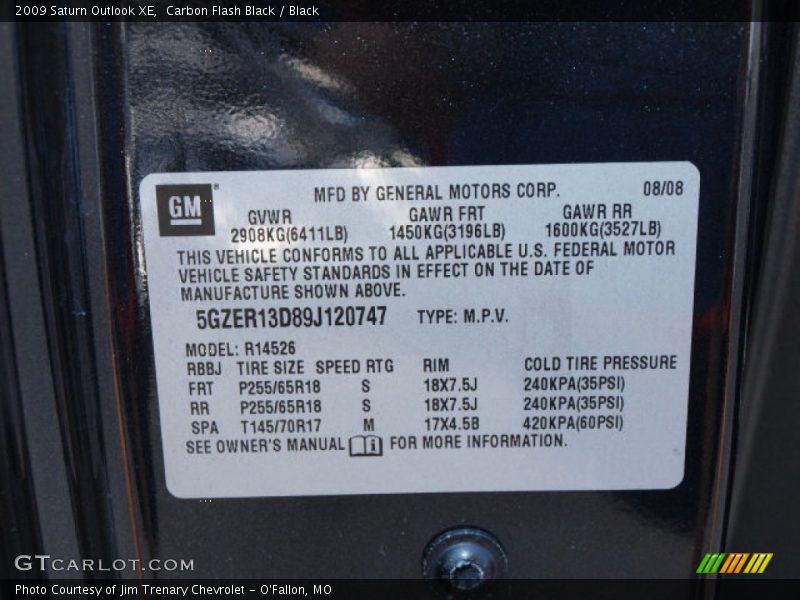 2009 Saturn Outlook XE, Carbon Flash Black / Black
GM
MFD BY GENERAL MOTORS CORP. 08/08
GVWR GAWR FRT GAWR RR
2908KG(6411LB) 1450KG(3196LB) 1600KG(3527LB)
THIS VEHICLE CONFORMS TO ALL APPLICABLE U.S. FEDERAL MOTOR
VEHICLE SAFETY STANDARDS IN EFFECT ON THE DATE OF
MANUFACTURE SHOWN ABOVE.
5GZER13D89J120747 TYPE: M.P.V.
MODEL: R14526
RBBJ TIRE SIZE SPEED RTG RIM COLD TIRE PRESSURE
FRT P255/65R18 S 18X7.5J 240KPA(35PSI)
RR P255/65R18 S 18X7.5J 240KPA(35PSI)
SPA T145/70R17 M 17X4.5B 420KPA(60PSI)
SEE OWNER'S MANUAL i FOR MORE INFORMATION.
GTCARLOT.COM
Photo Courtesy of Jim Trenary Chevrolet - O'Fallon, MO